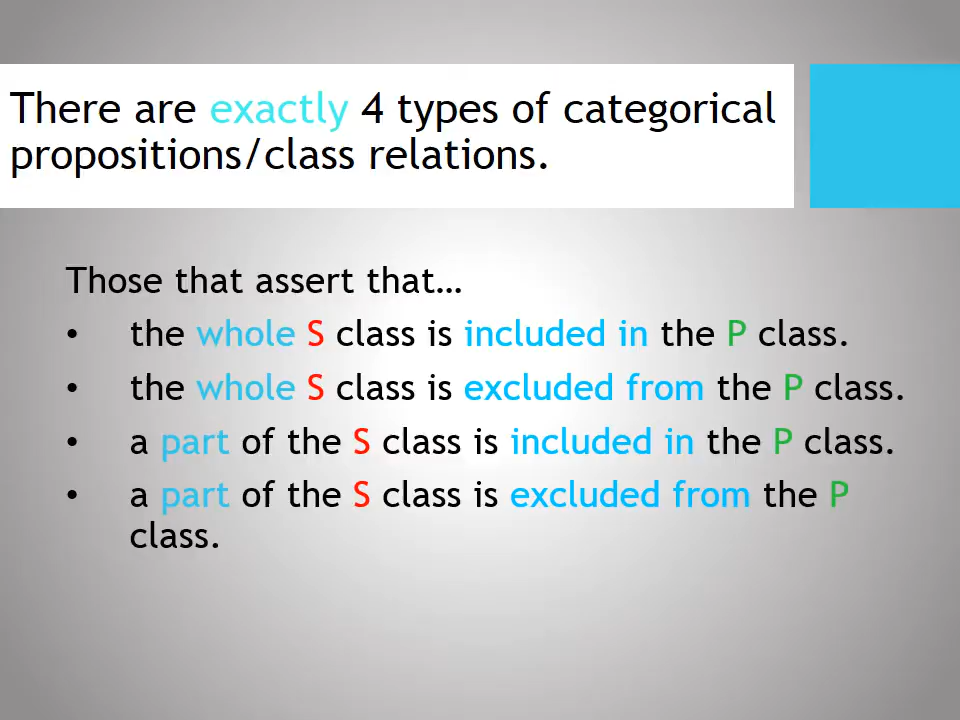 There are exactly 4 types of categorical
propositions/class relations.
Those that assert that…
• the whole S class is included in the P class.
• the whole S class is excluded from the P class.
• a part of the S class is included in the P class.
• a part of the S class is excluded from the P
class.